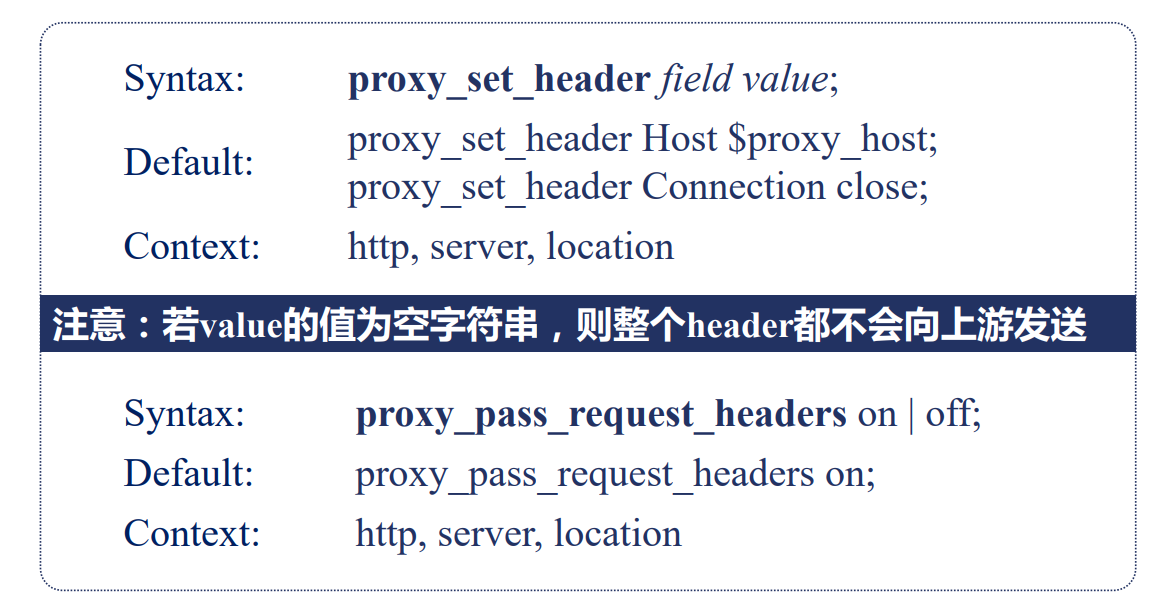 Syntax: proxy_set_header field value;
Default: proxy_set_header Host $proxy_host;
proxy_set_header Connection close;
Context: http, server, location
注意：若value的值为空字符串，则整个header都不会向上游发送
Syntax: proxy_pass_request_headers on | off;
Default: proxy_pass_request_headers on;
Context: http, server, location